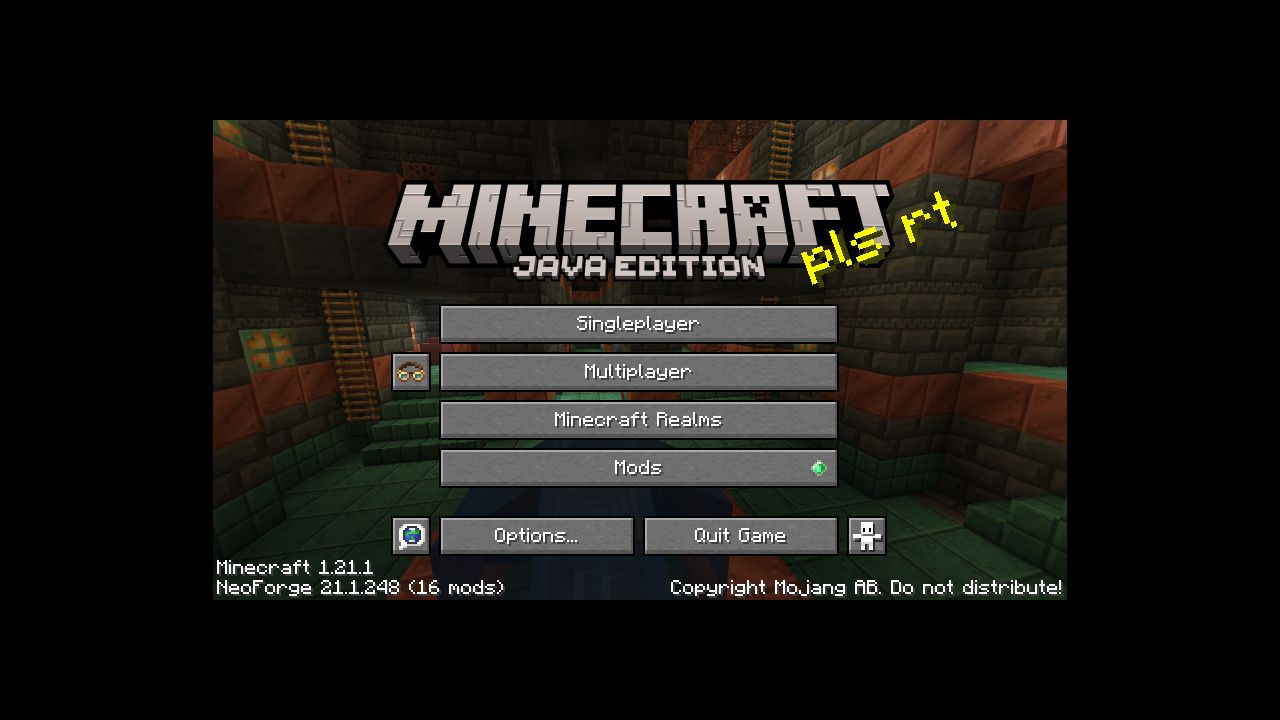 MINECRAFT
JAVA EDITION
pls rt
Singleplayer
Multiplayer
Minecraft Realms
Mods
Options...
Quit Game
Minecraft 1.21.1
NeoForge 21.1.248 (16 mods)
Copyright Mojang AB. Do not distribute!